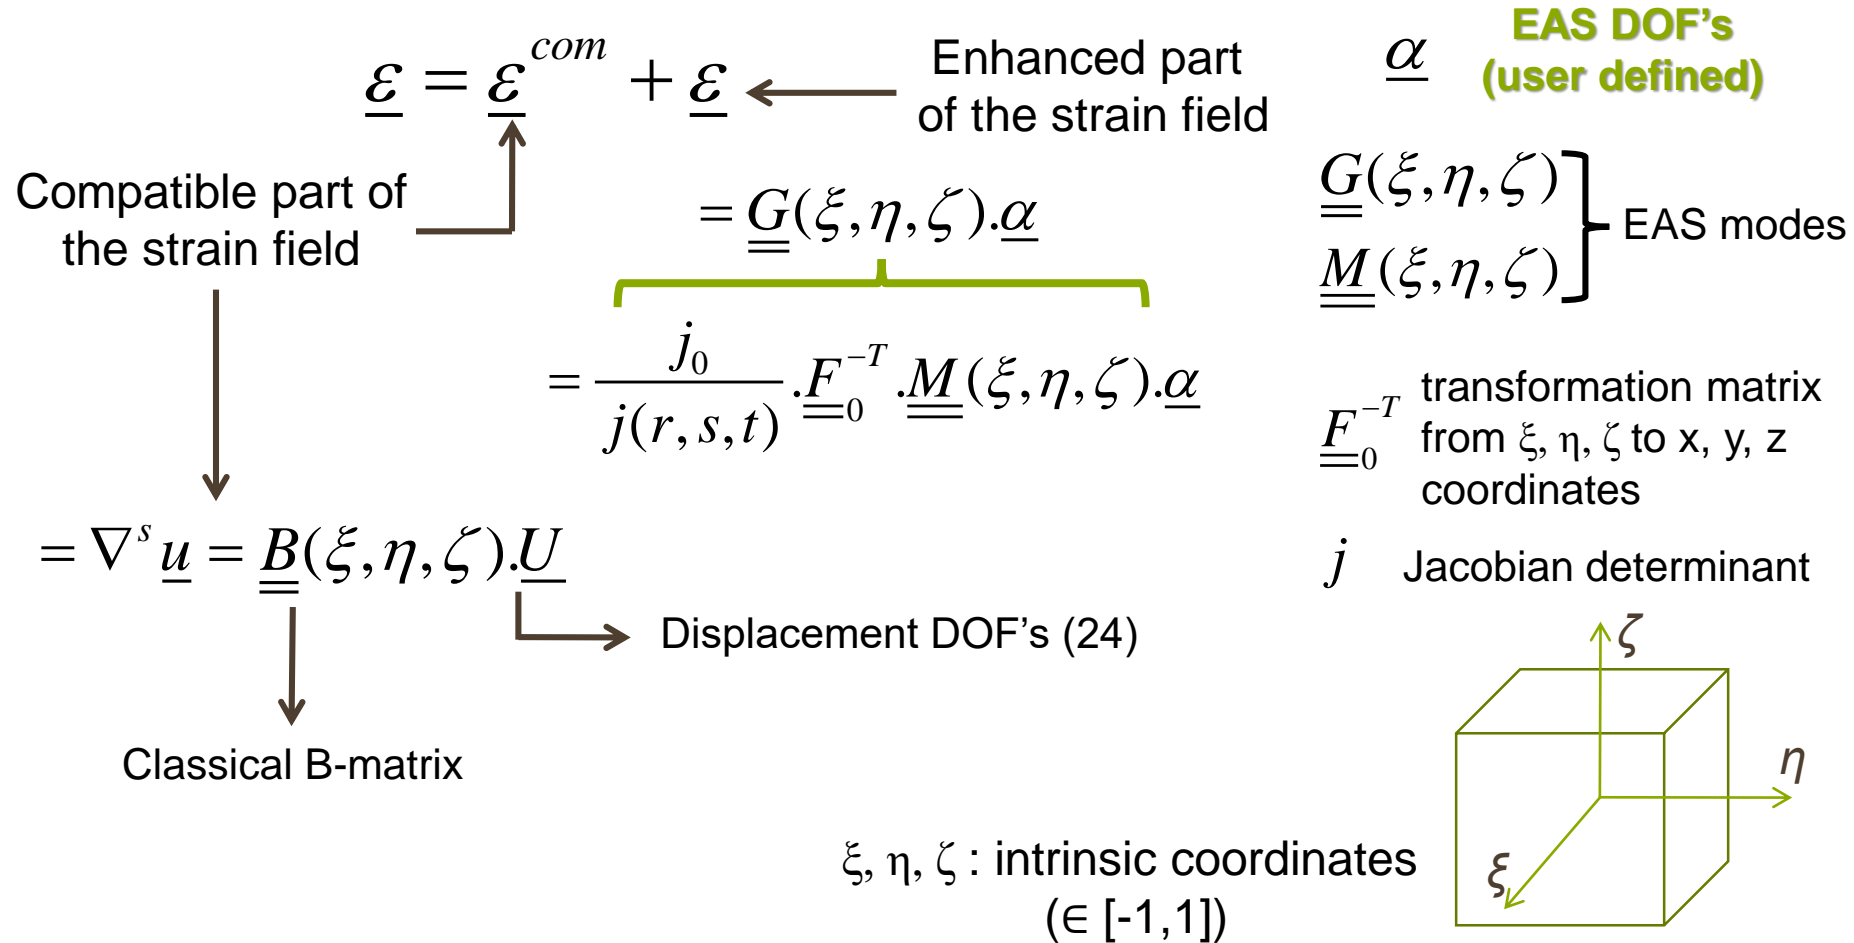 ε = ε^com + ε
Enhanced part
of the strain field
α
EAS DOF's
(user defined)
Compatible part of
the strain field
= G(ξ,η,ζ).α
G(ξ,η,ζ)
M(ξ,η,ζ)
EAS modes
= j₀ / j(r,s,t) .F₀^-T.M(ξ,η,ζ).α
F₀^-T
transformation matrix
from ξ, η, ζ to x, y, z
coordinates
= ∇^s u = B(ξ,η,ζ).U
j Jacobian determinant
Displacement DOF's (24)
Classical B-matrix
ζ
η
ξ
ξ, η, ζ : intrinsic coordinates
(∈ [-1,1])